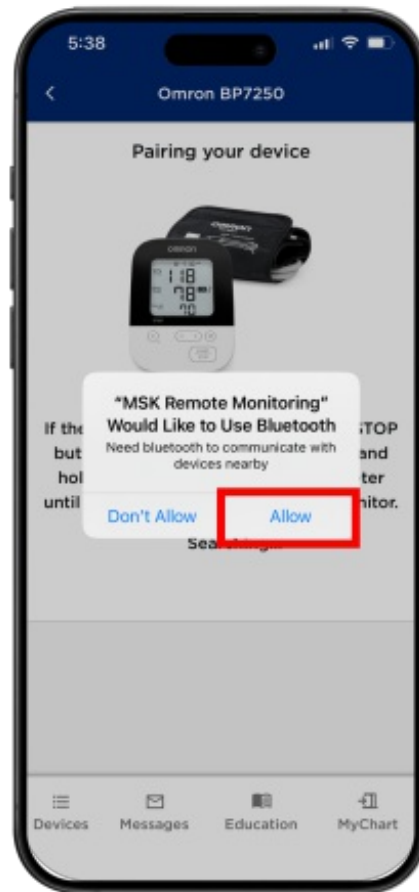 5:38
Omron BP7250
Pairing your device
OMRON
118
78
70
"MSK Remote Monitoring"
Would Like to Use Bluetooth
Need bluetooth to communicate with
devices nearby
Don't Allow Allow
If the STOP
but and
hol ter
until nitor.
Devices Messages Education MyChart